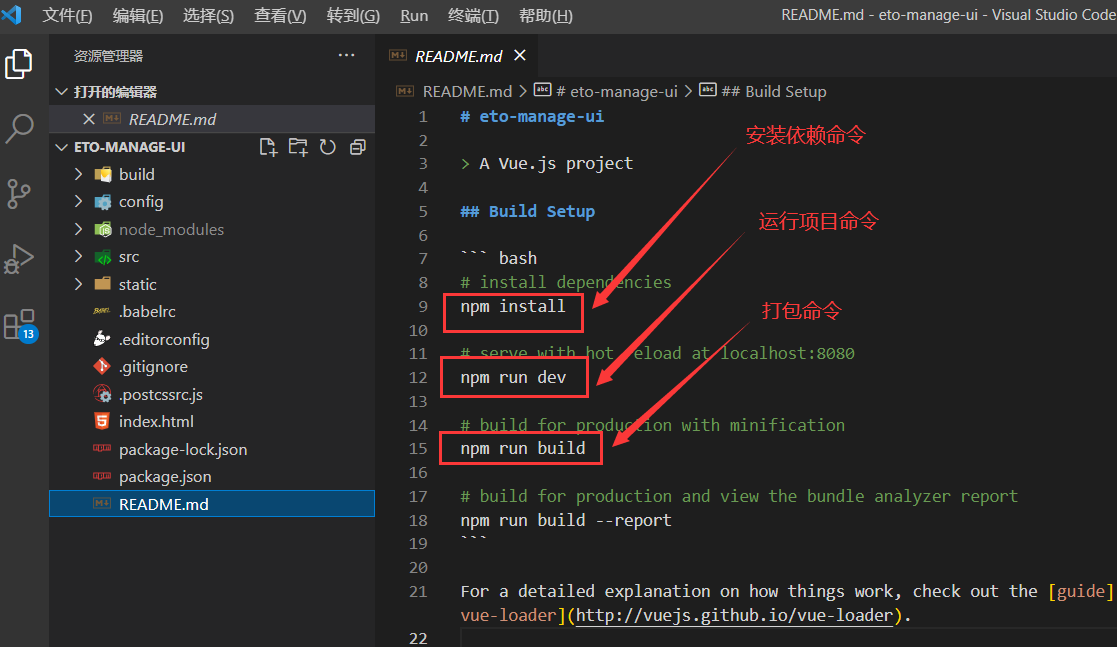 文件(F) 编辑(E) 选择(S) 查看(V) 转到(G) Run 终端(T) 帮助(H) README.md - eto-manage-ui - Visual Studio Code
资源管理器 ···
打开的编辑器
README.md
ETO-MANAGE-UI
build
config
node_modules
src
static
.babelrc
.editorconfig
.gitignore
.postcssrc.js
index.html
package-lock.json
package.json
README.md
13
README.md
README.md > # eto-manage-ui > ## Build Setup
1 # eto-manage-ui
2
3 > A Vue.js project
4
5 ## Build Setup
6
7 ``` bash
8 # install dependencies
9 npm install
10
11 # serve with hot reload at localhost:8080
12 npm run dev
13
14 # build for production with minification
15 npm run build
16
17 # build for production and view the bundle analyzer report
18 npm run build --report
19 ```
20
21 For a detailed explanation on how things work, check out the [guide]
vue-loader](http://vuejs.github.io/vue-loader).
22
安装依赖命令
运行项目命令
打包命令